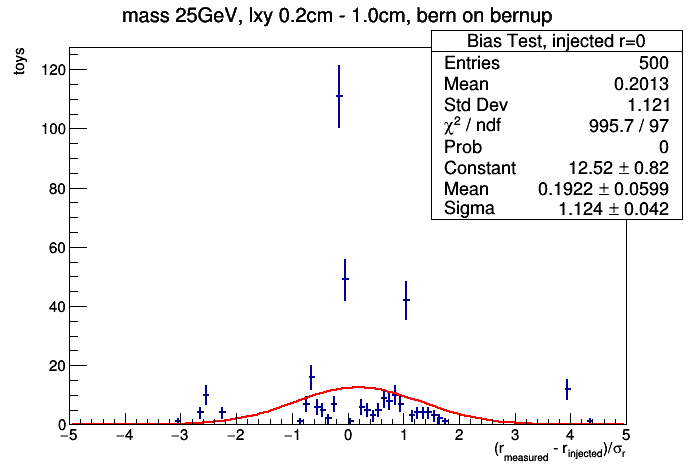 mass 25GeV, lxy 0.2cm - 1.0cm, bern on bernup
Bias Test, injected r=0
Entries 500
Mean 0.2013
Std Dev 1.121
χ² / ndf 995.7 / 97
Prob 0
Constant 12.52 ± 0.82
Mean 0.1922 ± 0.0599
Sigma 1.124 ± 0.042
toys
120
100
80
60
40
20
0
−5 −4 −3 −2 −1 0 1 2 3 4 5
(r_measured - r_injected)/σ_r